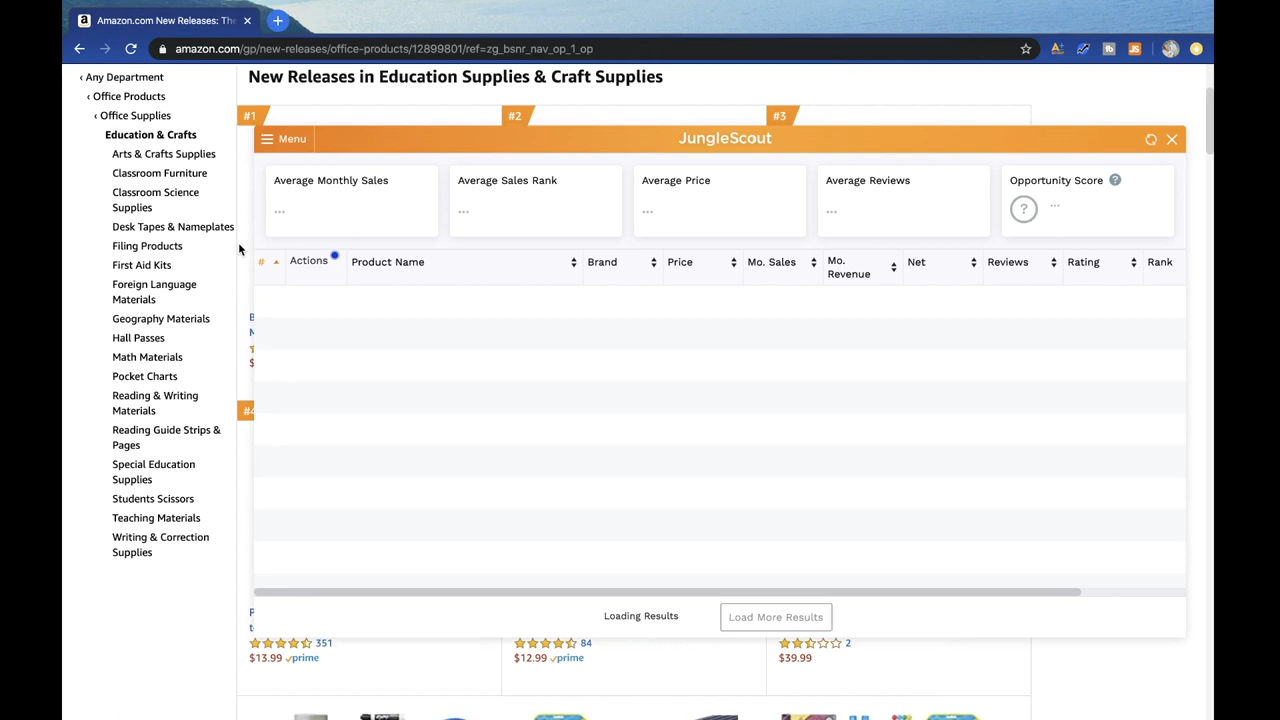 Amazon.com New Releases: The
amazon.com/gp/new-releases/office-products/12899801/ref=zg_bsnr_nav_op_1_op
‹ Any Department
‹ Office Products
‹ Office Supplies
Education & Crafts
Arts & Crafts Supplies
Classroom Furniture
Classroom Science
Supplies
Desk Tapes & Nameplates
Filing Products
First Aid Kits
Foreign Language
Materials
Geography Materials
Hall Passes
Math Materials
Pocket Charts
Reading & Writing
Materials
Reading Guide Strips &
Pages
Special Education
Supplies
Students Scissors
Teaching Materials
Writing & Correction
Supplies
New Releases in Education Supplies & Craft Supplies
#1 #2 #3
Menu JungleScout
Average Monthly Sales Average Sales Rank Average Price Average Reviews Opportunity Score ?
... ... ... ... ? ...
# Actions Product Name Brand Price Mo. Sales Mo. Revenue Net Reviews Rating Rank
#4
Loading Results Load More Results
351 84 2
$13.99 prime $12.99 prime $39.99